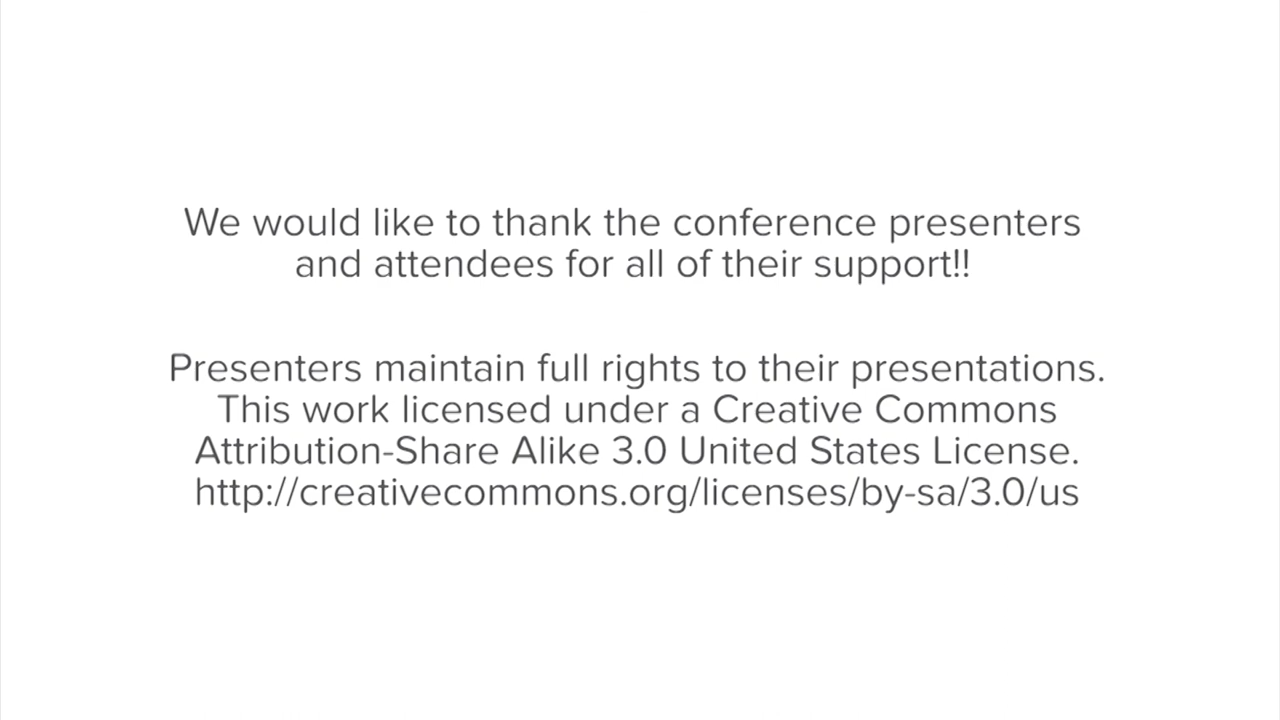 We would like to thank the conference presenters
and attendees for all of their support!!
Presenters maintain full rights to their presentations.
This work licensed under a Creative Commons
Attribution-Share Alike 3.0 United States License.
http://creativecommons.org/licenses/by-sa/3.0/us